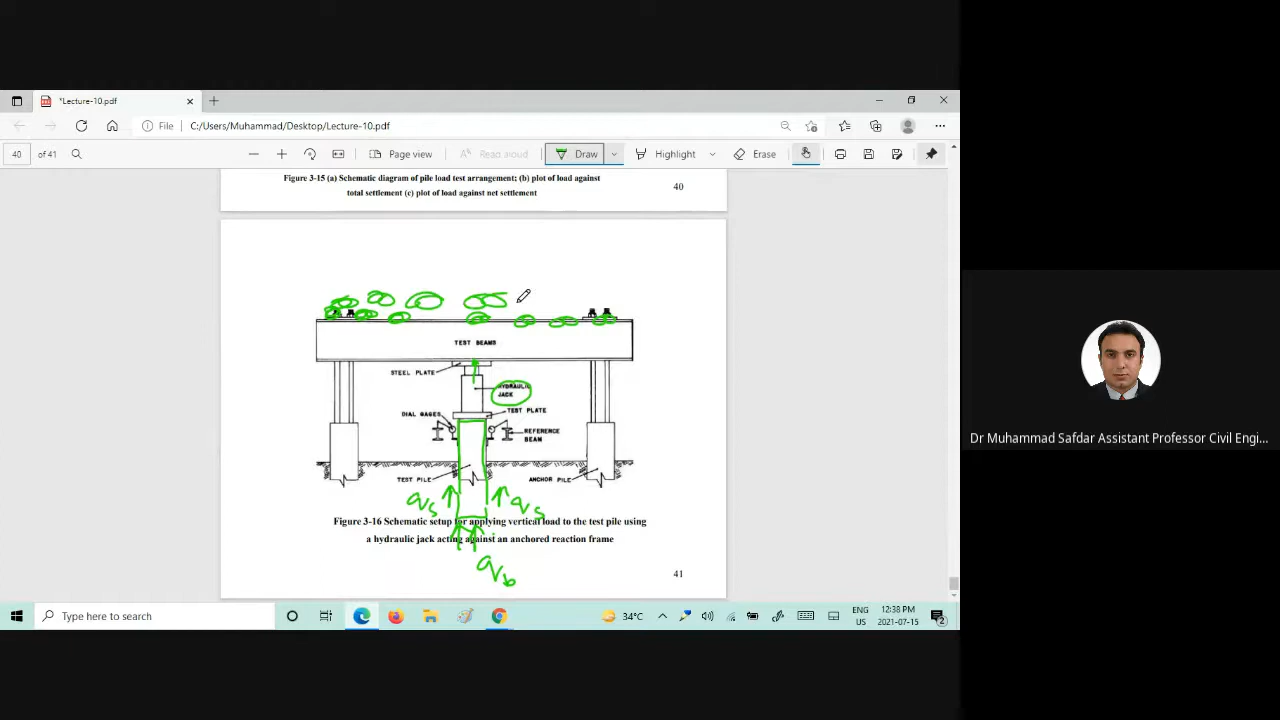 *Lecture-10.pdf
File C:/Users/Muhammad/Desktop/Lecture-10.pdf
40 of 41 Page view Read aloud Draw Highlight Erase
Figure 3-15 (a) Schematic diagram of pile load test arrangement; (b) plot of load against
total settlement (c) plot of load against net settlement
40
TEST BEAMS
STEEL PLATE
HYDRAULIC
JACK
TEST PLATE
DIAL GAGES
REFERENCE
BEAM
TEST PILE
ANCHOR PILE
qs qs
Figure 3-16 Schematic setup for applying vertical load to the test pile using
a hydraulic jack acting against an anchored reaction frame
qb
41
Dr Muhammad Safdar Assistant Professor Civil Engi...
Type here to search
34°C
ENG
US
12:38 PM
2021-07-15
2